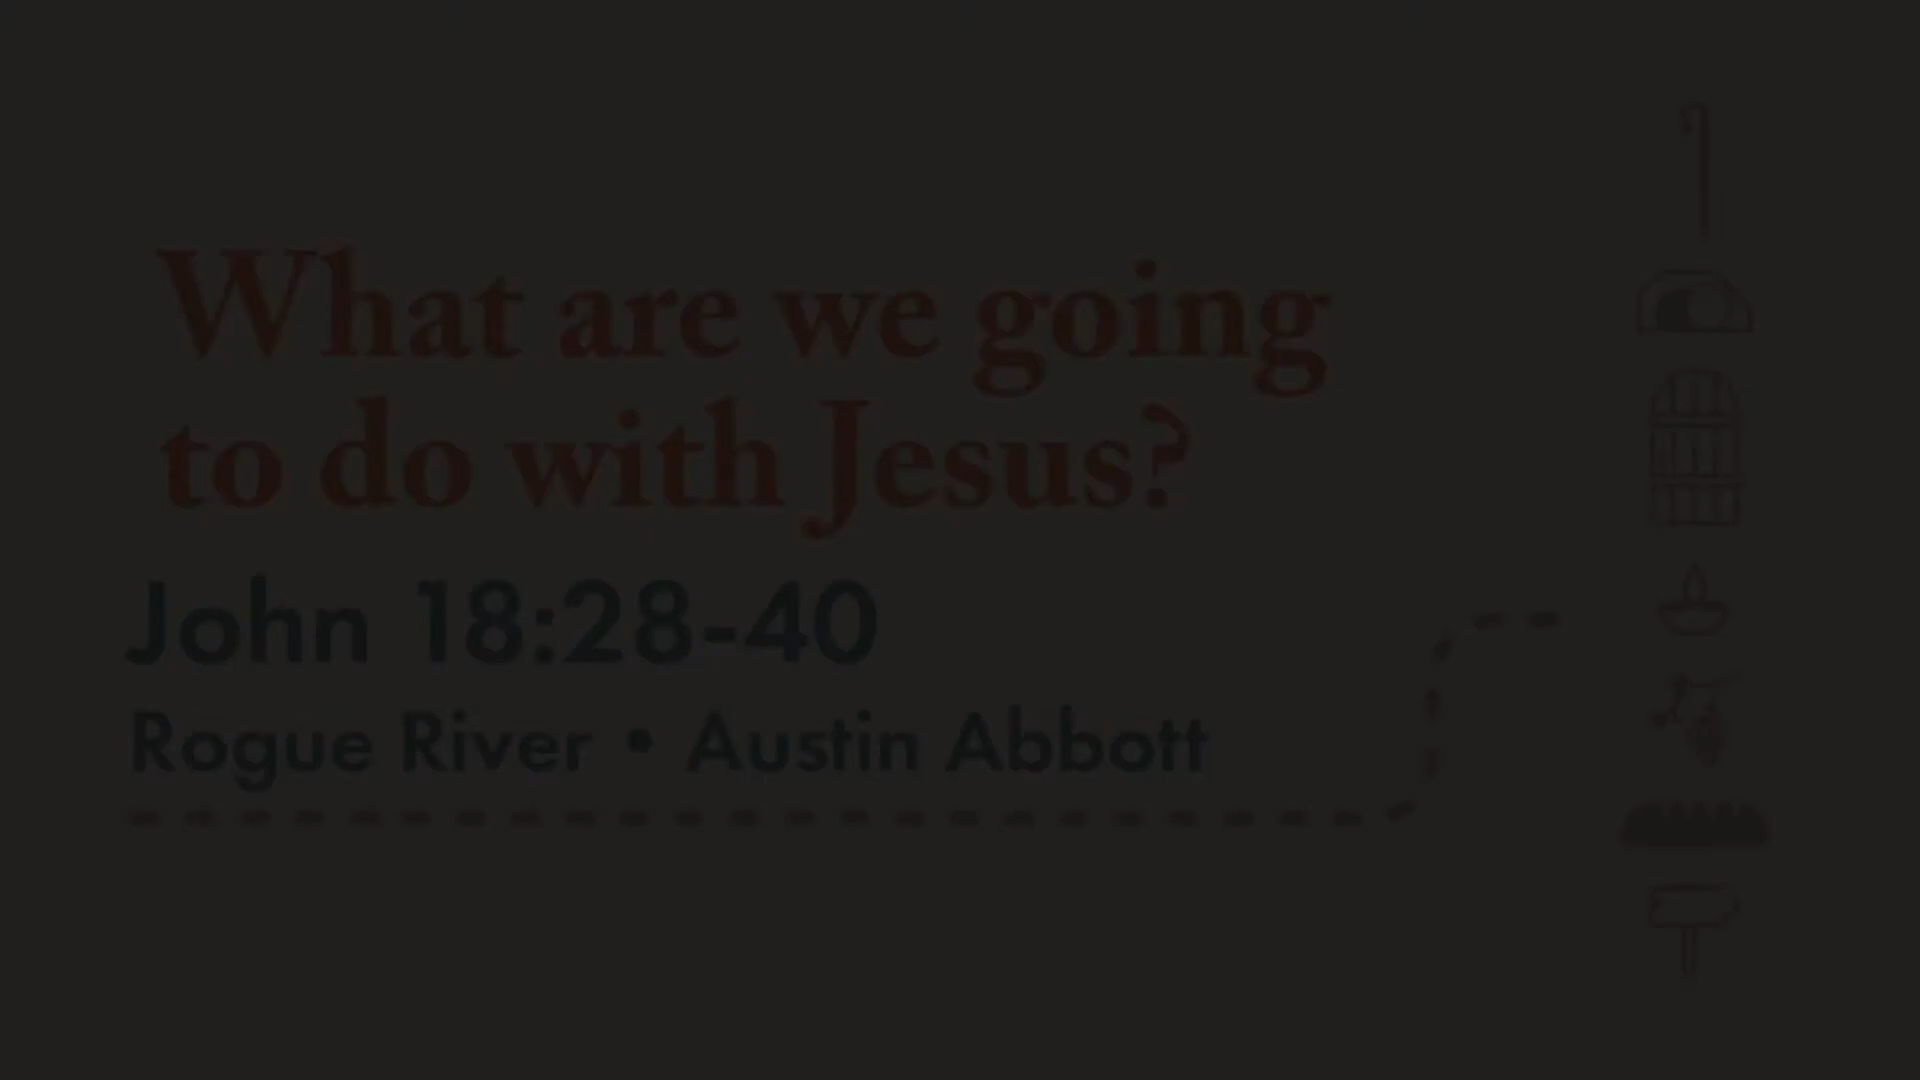 What are we going
to do with Jesus?
John 18:28-40
Rogue River • Austin Abbott